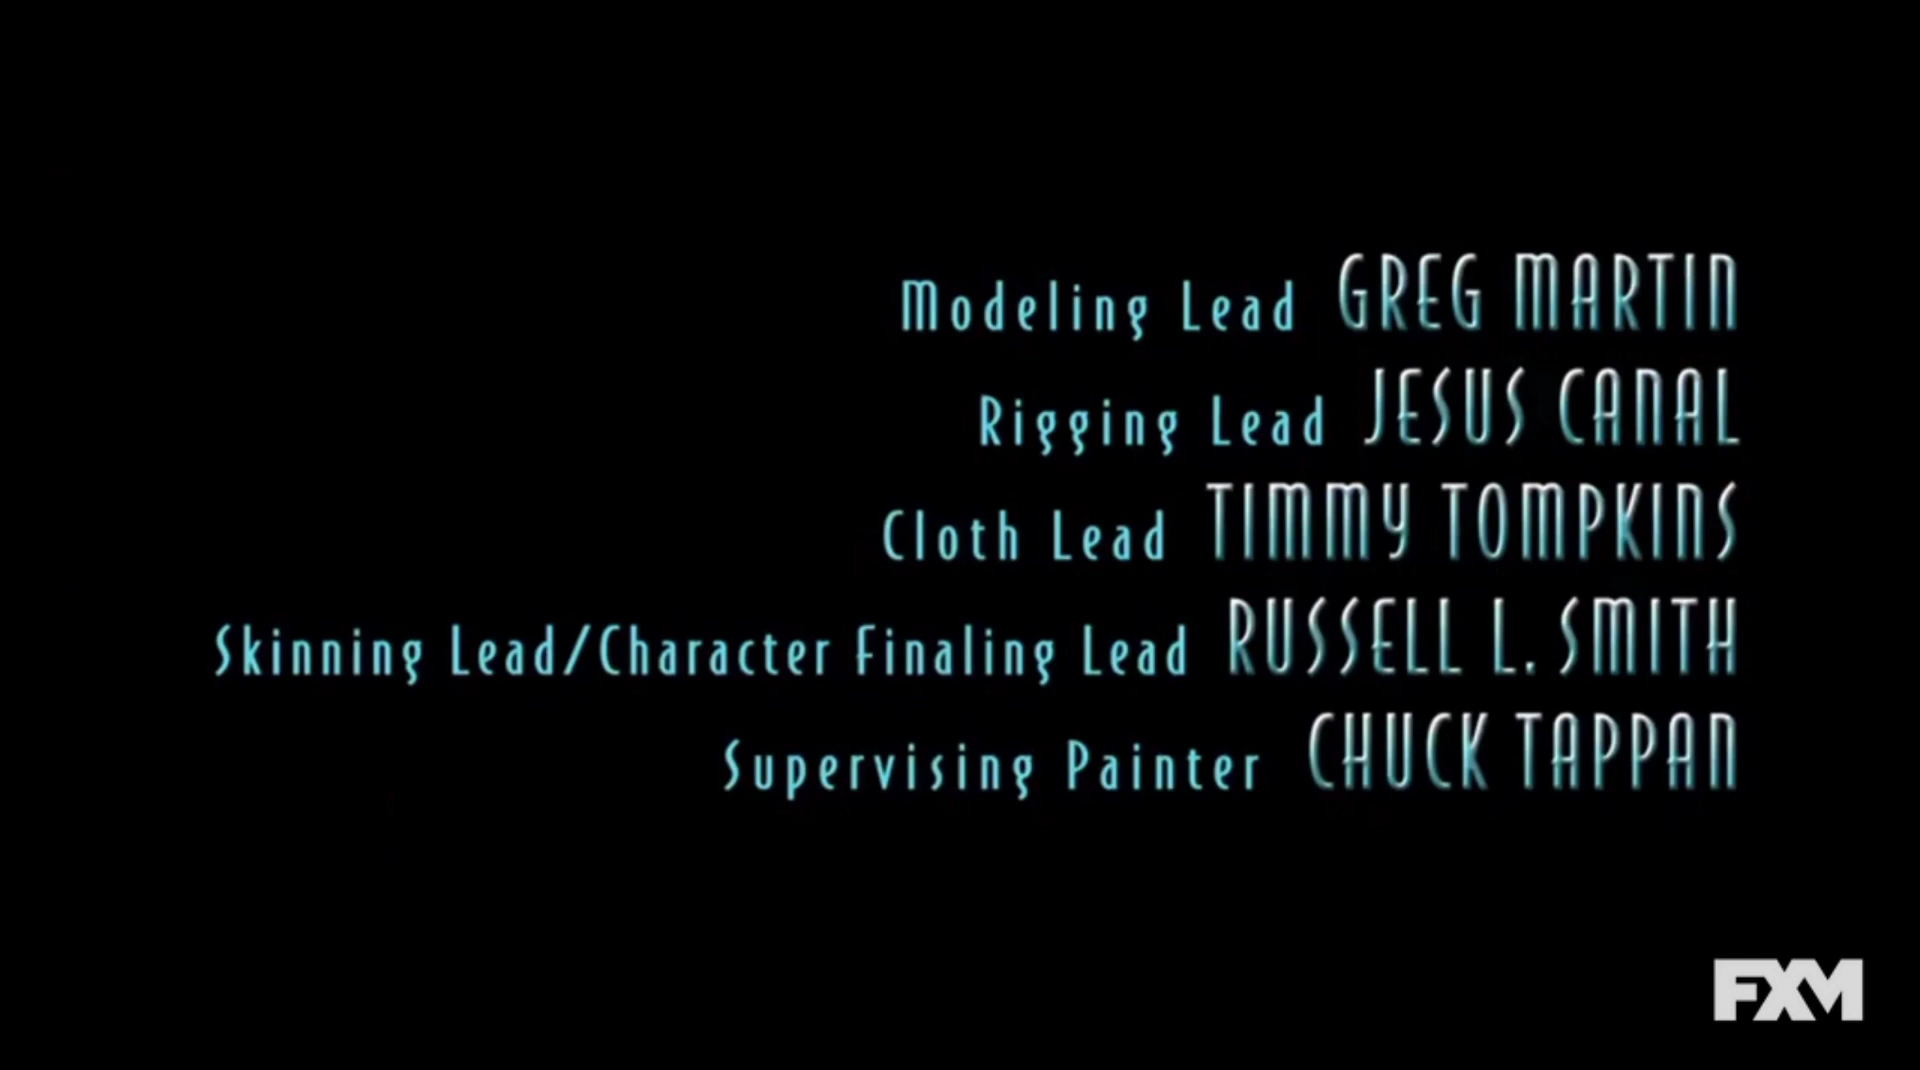 Modeling Lead GREG MARTIN
Rigging Lead JESUS CANAL
Cloth Lead TIMMY TOMPKINS
Skinning Lead/Character Finaling Lead RUSSELL L. SMITH
Supervising Painter CHUCK TAPPAN
FXM